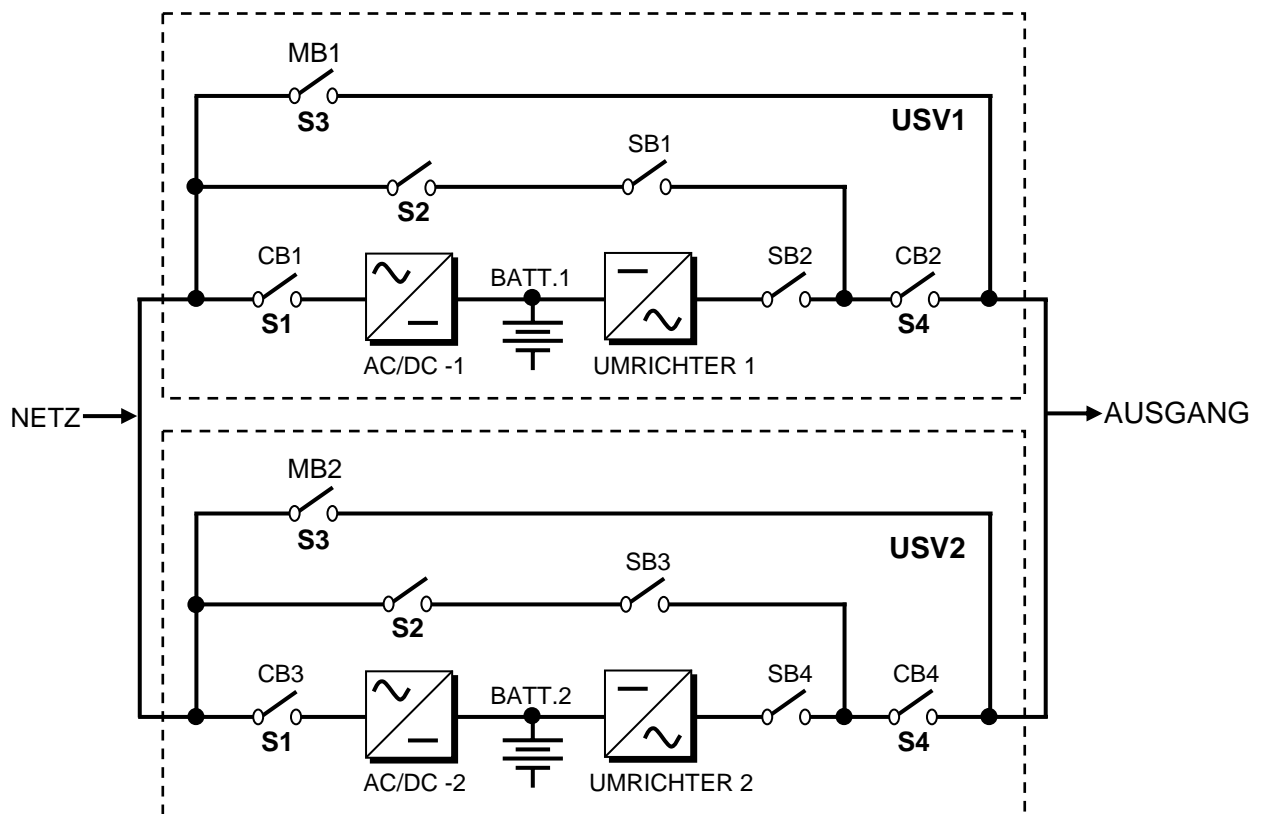 MB1
S3
USV1
SB1
S2
CB1
S1
BATT.1
SB2
CB2
S4
AC/DC -1
UMRICHTER 1
NETZ
AUSGANG
MB2
S3
USV2
SB3
S2
CB3
S1
BATT.2
SB4
CB4
S4
AC/DC -2
UMRICHTER 2